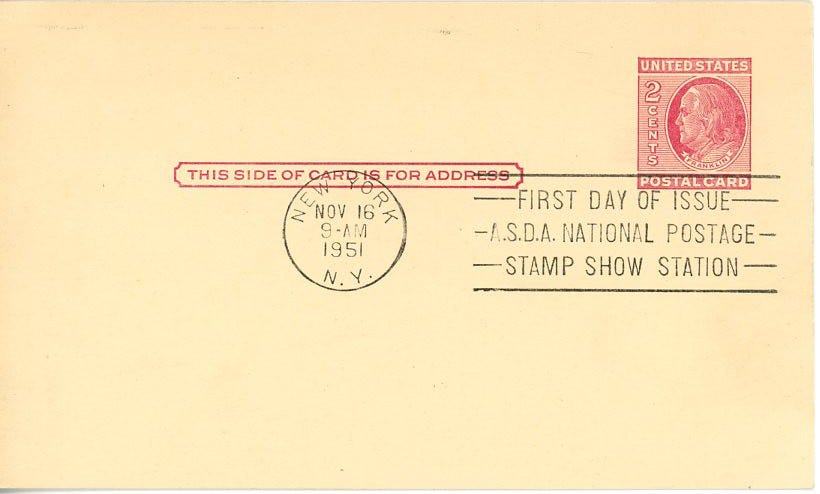 UNITED STATES
2 CENTS
FRANKLIN
POSTAL CARD
THIS SIDE OF CARD IS FOR ADDRESS
NEW YORK
NOV 16
9-AM
1951
N.Y.
FIRST DAY OF ISSUE
A.S.D.A. NATIONAL POSTAGE
STAMP SHOW STATION